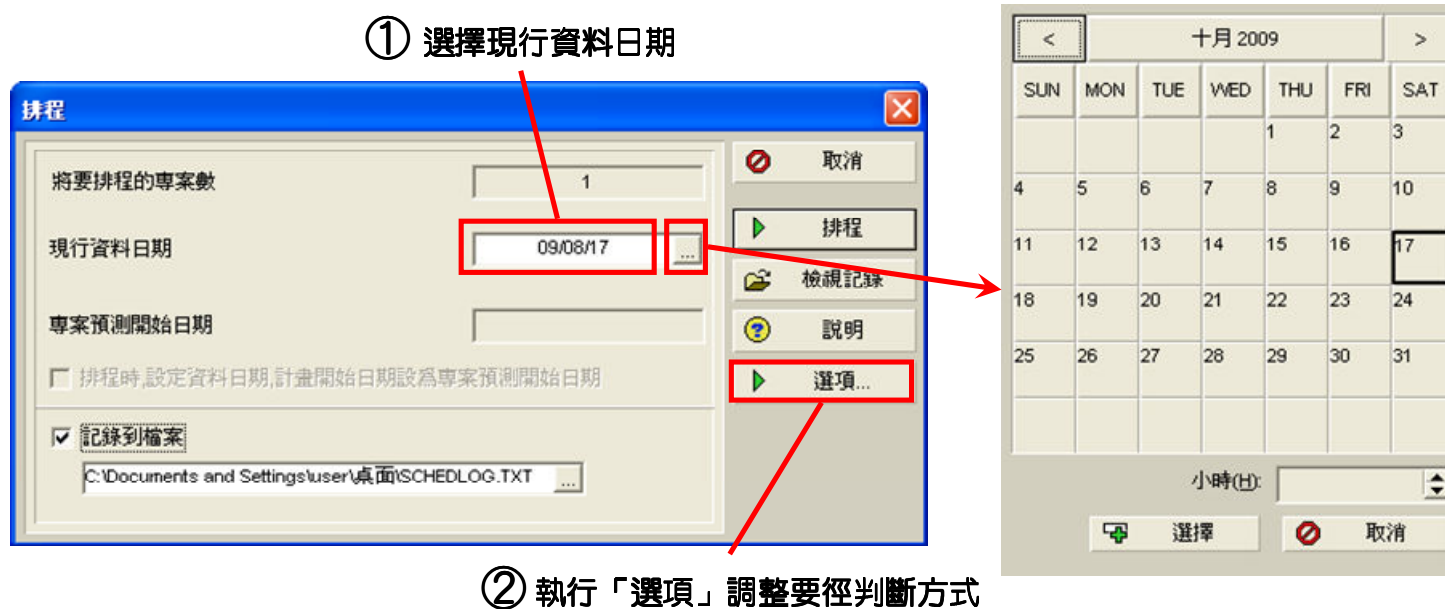 ① 選擇現行資料日期
排程
將要排程的專案數 1
現行資料日期 09/08/17 ...
專案預測開始日期
排程時,設定資料日期,計畫開始日期設為專案預測開始日期
記錄到檔案
C:\Documents and Settings\user\桌面\SCHEDLOG.TXT ...
取消
排程
檢視記錄
說明
選項...
② 執行「選項」調整要徑判斷方式
< 十月 2009 >
SUN MON TUE WED THU FRI SAT
1 2 3
4 5 6 7 8 9 10
11 12 13 14 15 16 17
18 19 20 21 22 23 24
25 26 27 28 29 30 31
小時(H):
選擇 取消